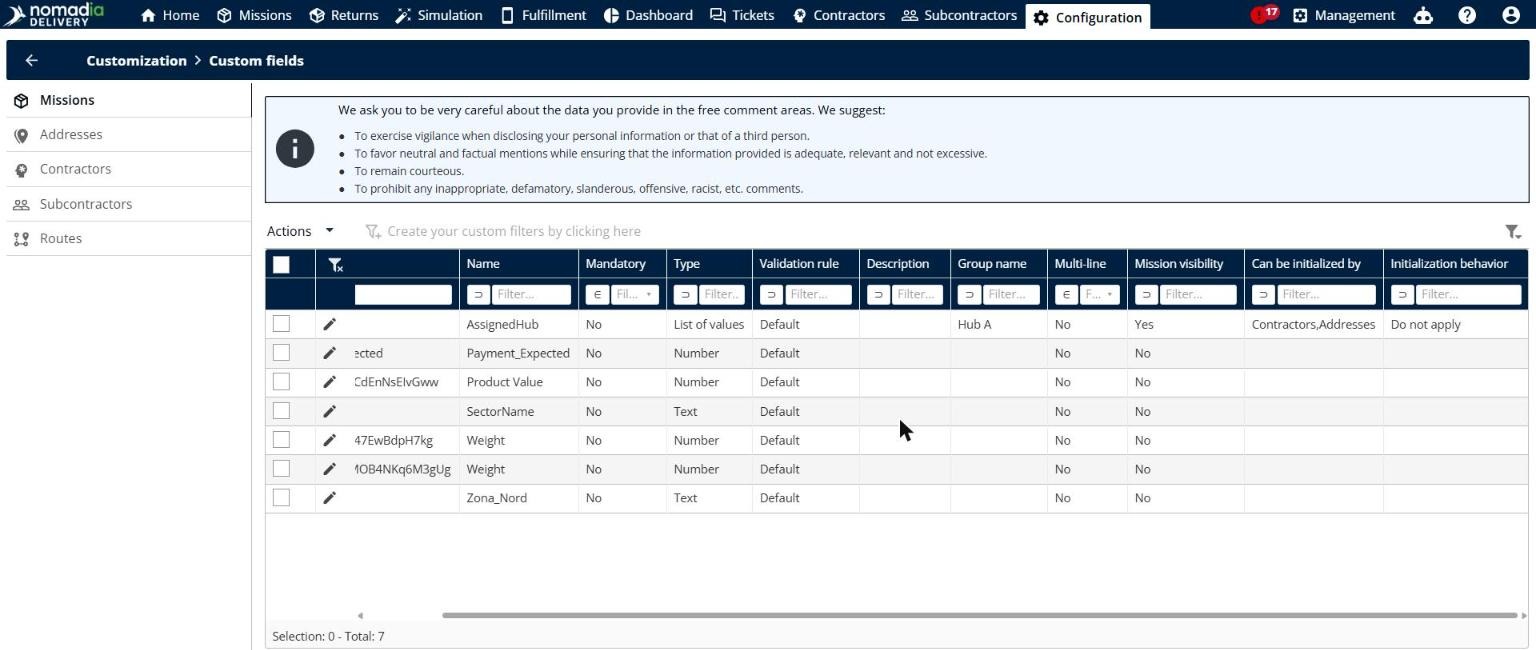 nomadia
DELIVERY
Home Missions Returns Simulation Fulfillment Dashboard Tickets Contractors Subcontractors Configuration 17 Management
Customization > Custom fields
Missions
Addresses
Contractors
Subcontractors
Routes
We ask you to be very careful about the data you provide in the free comment areas. We suggest:
• To exercise vigilance when disclosing your personal information or that of a third person.
• To favor neutral and factual mentions while ensuring that the information provided is adequate, relevant and not excessive.
• To remain courteous.
• To prohibit any inappropriate, defamatory, slanderous, offensive, racist, etc. comments.
Actions Create your custom filters by clicking here
Name Mandatory Type Validation rule Description Group name Multi-line Mission visibility Can be initialized by Initialization behavior
⊃ Filter... ∈ Fil... ⊃ Filter.. ⊃ Filter... ⊃ Filter... ⊃ Filter... ∈ F... ⊃ Filter... ⊃ Filter... ⊃ Filter...
AssignedHub No List of values Default Hub A No Yes Contractors,Addresses Do not apply
ected Payment_Expected No Number Default No No
CdEnNsEIvGww Product Value No Number Default No No
SectorName No Text Default No No
47EwBdpH7kg Weight No Number Default No No
MOB4NKq6M3gUg Weight No Number Default No No
Zona_Nord No Text Default No No
Selection: 0 - Total: 7